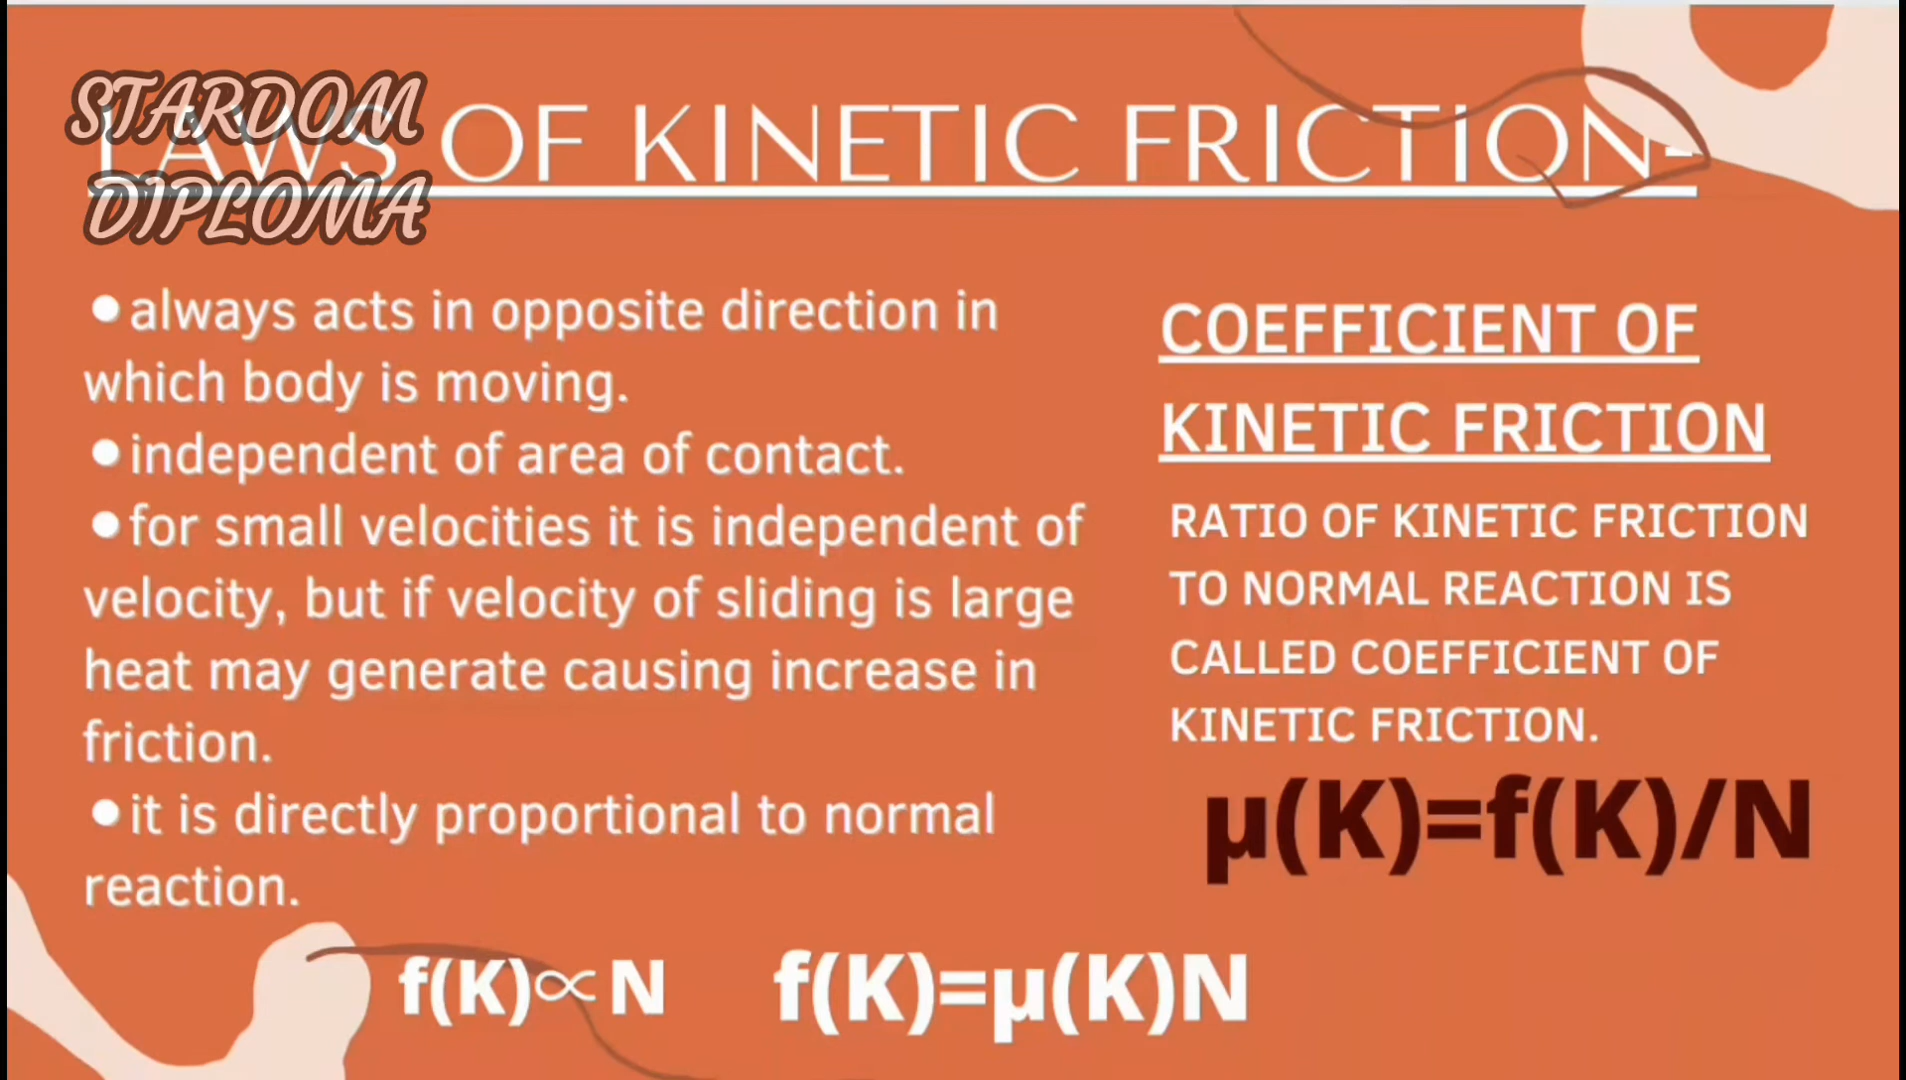 STARDOM
DIPLOMA
LAWS OF KINETIC FRICTION-
●always acts in opposite direction in
which body is moving.
●independent of area of contact.
●for small velocities it is independent of
velocity, but if velocity of sliding is large
heat may generate causing increase in
friction.
●it is directly proportional to normal
reaction.
f(K)∝N
f(K)=μ(K)N
COEFFICIENT OF
KINETIC FRICTION
RATIO OF KINETIC FRICTION
TO NORMAL REACTION IS
CALLED COEFFICIENT OF
KINETIC FRICTION.
μ(K)=f(K)/N